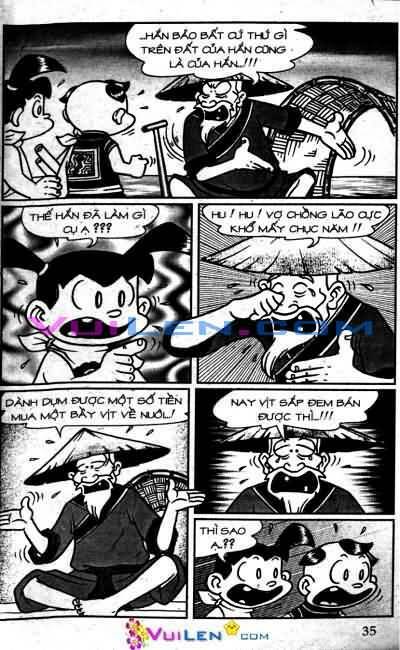 ..HẮN BẢO BẤT CỨ THỨ GÌ
TRÊN ĐẤT CỦA HẮN CŨNG
LÀ CỦA HẮN...!!!
THẾ HẮN ĐÃ LÀM GÌ
CỤ Ạ ???
HU ! HU ! VỢ CHỒNG LÃO CỰC
KHỔ MẤY CHỤC NĂM !!
VUILEN.COM
DÀNH DỤM ĐƯỢC MỘT SỐ TIỀN
MUA MỘT BẦY VỊT VỀ NUÔI..!
NAY VỊT SẮP ĐEM BÁN
ĐƯỢC THÌ...!!!
THÌ SAO
Ạ..??
35
VUILEN.COM